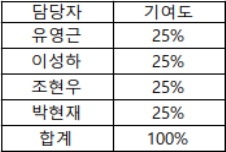 담당자 기여도
유영근 25%
이성하 25%
조현우 25%
박현재 25%
합계 100%